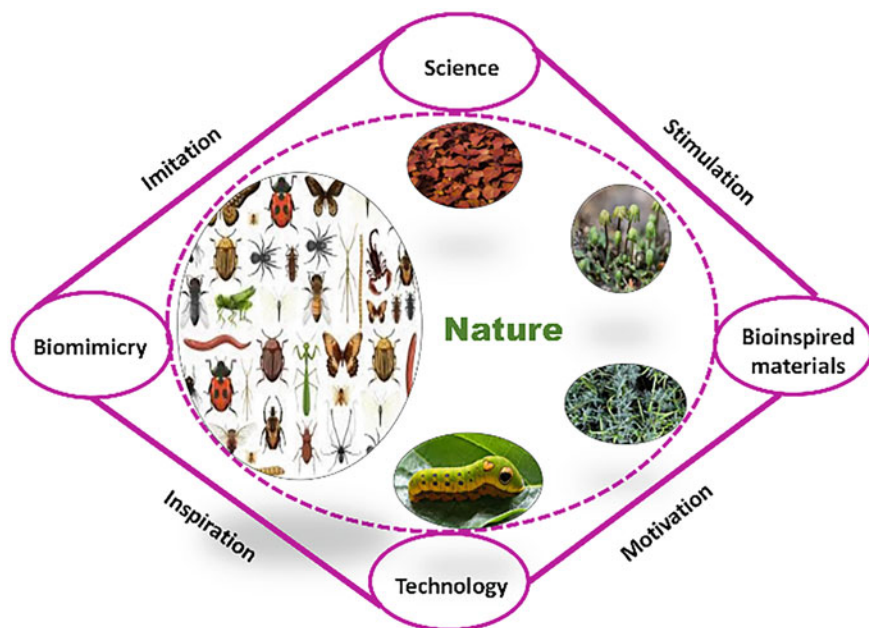 Science
Imitation
Stimulation
Nature
Biomimicry
Bioinspired
materials
Inspiration
Motivation
Technology